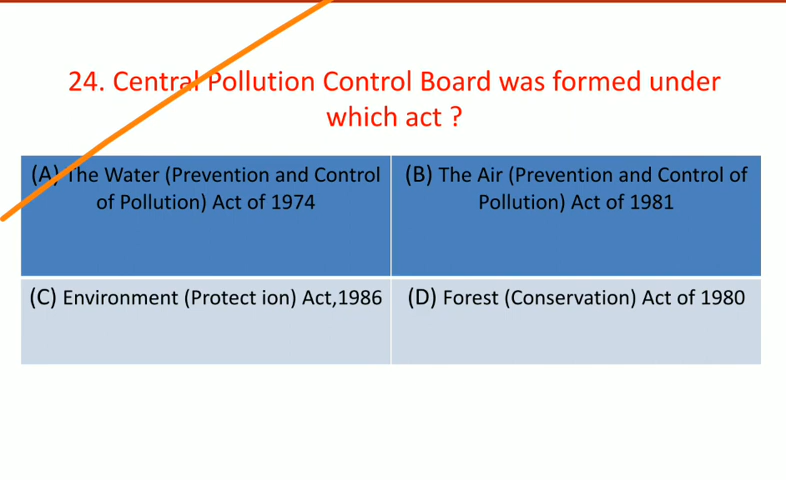 24. Central Pollution Control Board was formed under
which act ?
(A) The Water (Prevention and Control
of Pollution) Act of 1974
(B) The Air (Prevention and Control of
Pollution) Act of 1981
(C) Environment (Protect ion) Act,1986
(D) Forest (Conservation) Act of 1980